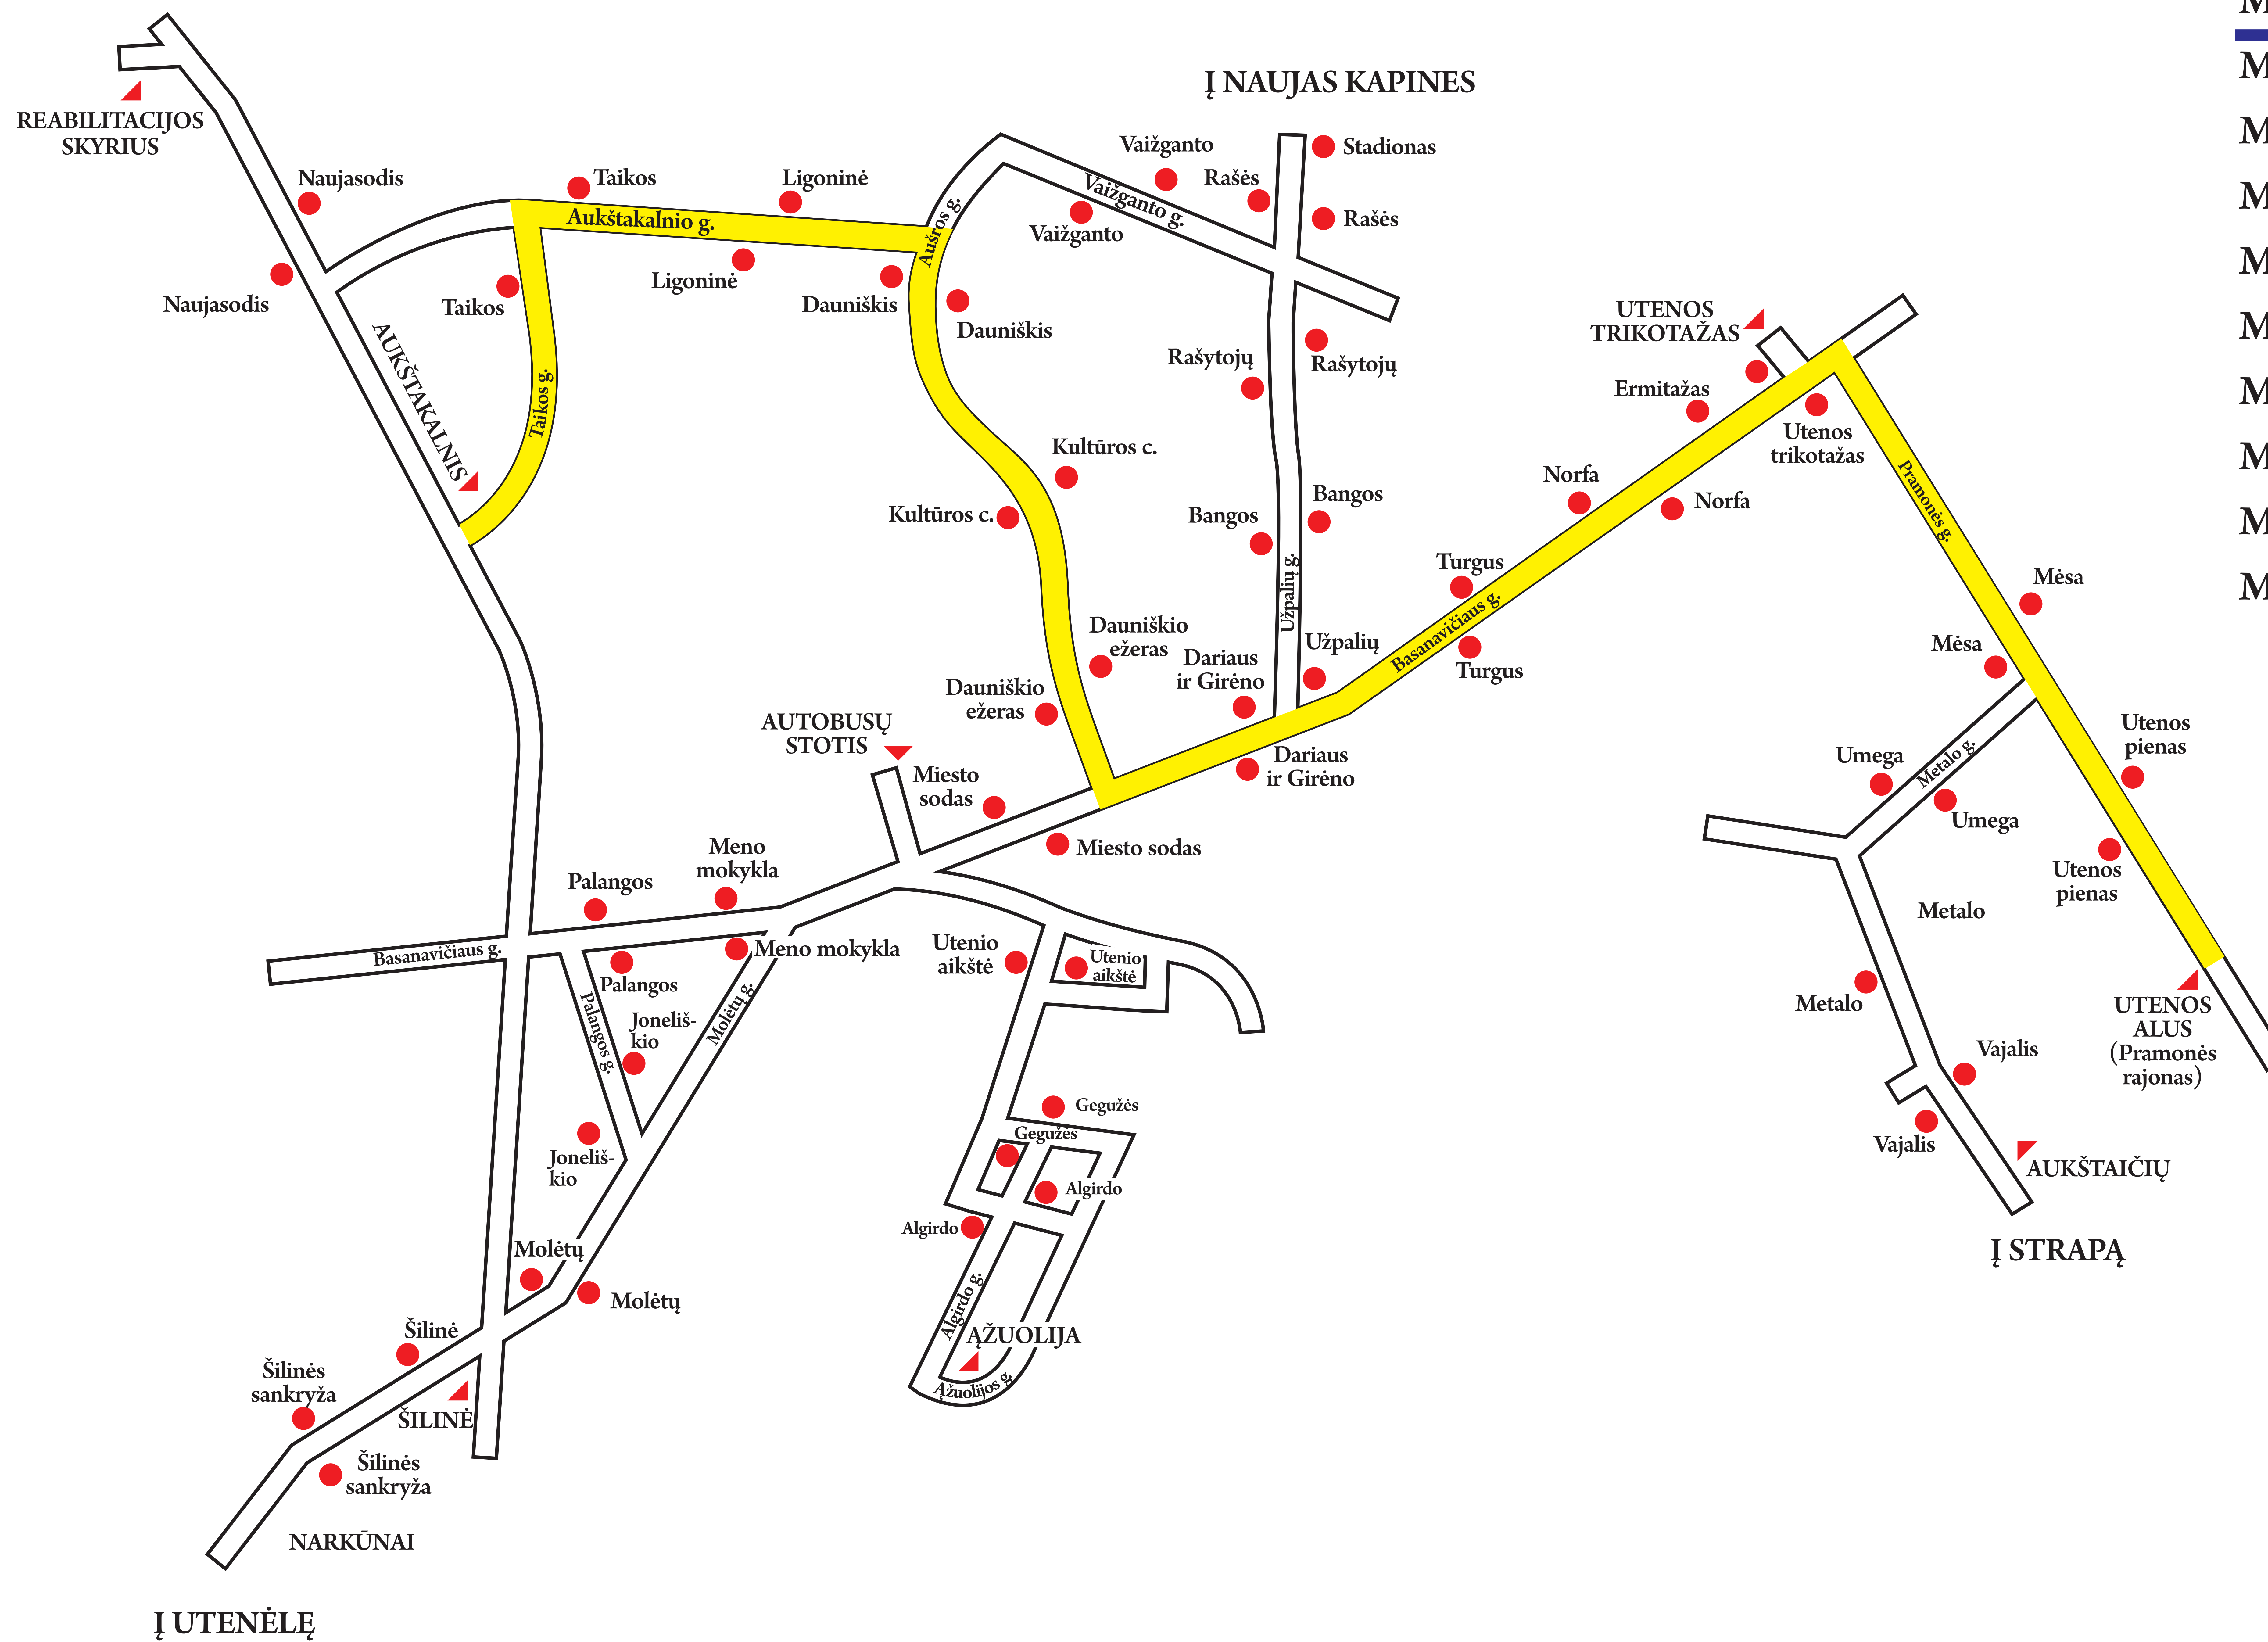 Į NAUJAS KAPINES
REABILITACIJOS
SKYRIUS
Naujasodis
Naujasodis
Taikos
Ligoninė
Aukštakalnio g.
Ligoninė
Taikos
Taikos g.
AUKŠTAKALNIS
Aušros g.
Dauniškis
Dauniškis
Vaižganto
Vaižganto
Vaižganto g.
Rašės
Stadionas
Rašės
Rašytojų
Rašytojų
Kultūros c.
Kultūros c.
Bangos
Bangos
Užpalių g.
Užpalių
Dauniškio
ežeras
Dauniškio
ežeras
Dariaus
ir Girėno
Dariaus
ir Girėno
Basanavičiaus g.
Turgus
Turgus
Norfa
Norfa
Ermitažas
UTENOS
TRIKOTAŽAS
Utenos
trikotažas
Pramonės g.
Mėsa
Mėsa
Utenos
pienas
Utenos
pienas
Umega
Umega
Metalo g.
Metalo
Metalo
Vajalis
Vajalis
AUKŠTAIČIŲ
Į STRAPĄ
UTENOS
ALUS
(Pramonės
rajonas)
AUTOBUSŲ
STOTIS
Miesto
sodas
Miesto sodas
Meno
mokykla
Meno mokykla
Palangos
Palangos
Basanavičiaus g.
Palangos g.
Joneliš-
kio
Joneliš-
kio
Molėtų g.
Molėtų
Molėtų
Utenio
aikštė
Utenio
aikštė
Gegužės
Gegužės
Algirdo
Algirdo
Algirdo g.
ĄŽUOLIJA
Ąžuolijos g.
Šilinė
Šilinės
sankryža
ŠILINĖ
Šilinės
sankryža
NARKŪNAI
Į UTENĖLĘ
M
M
M
M
M
M
M
M
M
M